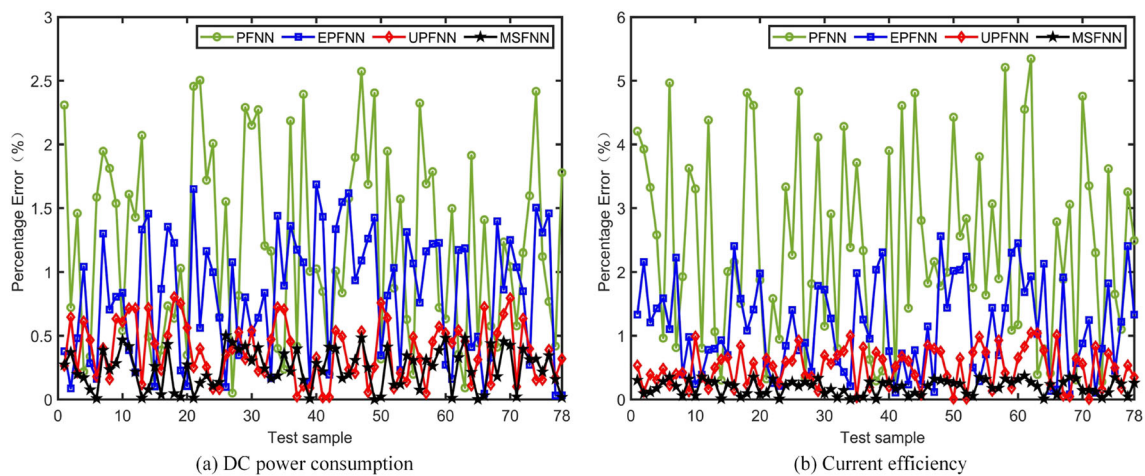 PFNN EPFNN UPFNN MSFNN
Percentage Error (%)
3
2.5
2
1.5
1
0.5
0
0 10 20 30 40 50 60 70 78
Test sample
(a) DC power consumption
PFNN EPFNN UPFNN MSFNN
Percentage Error (%)
6
5
4
3
2
1
0
0 10 20 30 40 50 60 70 78
Test sample
(b) Current efficiency